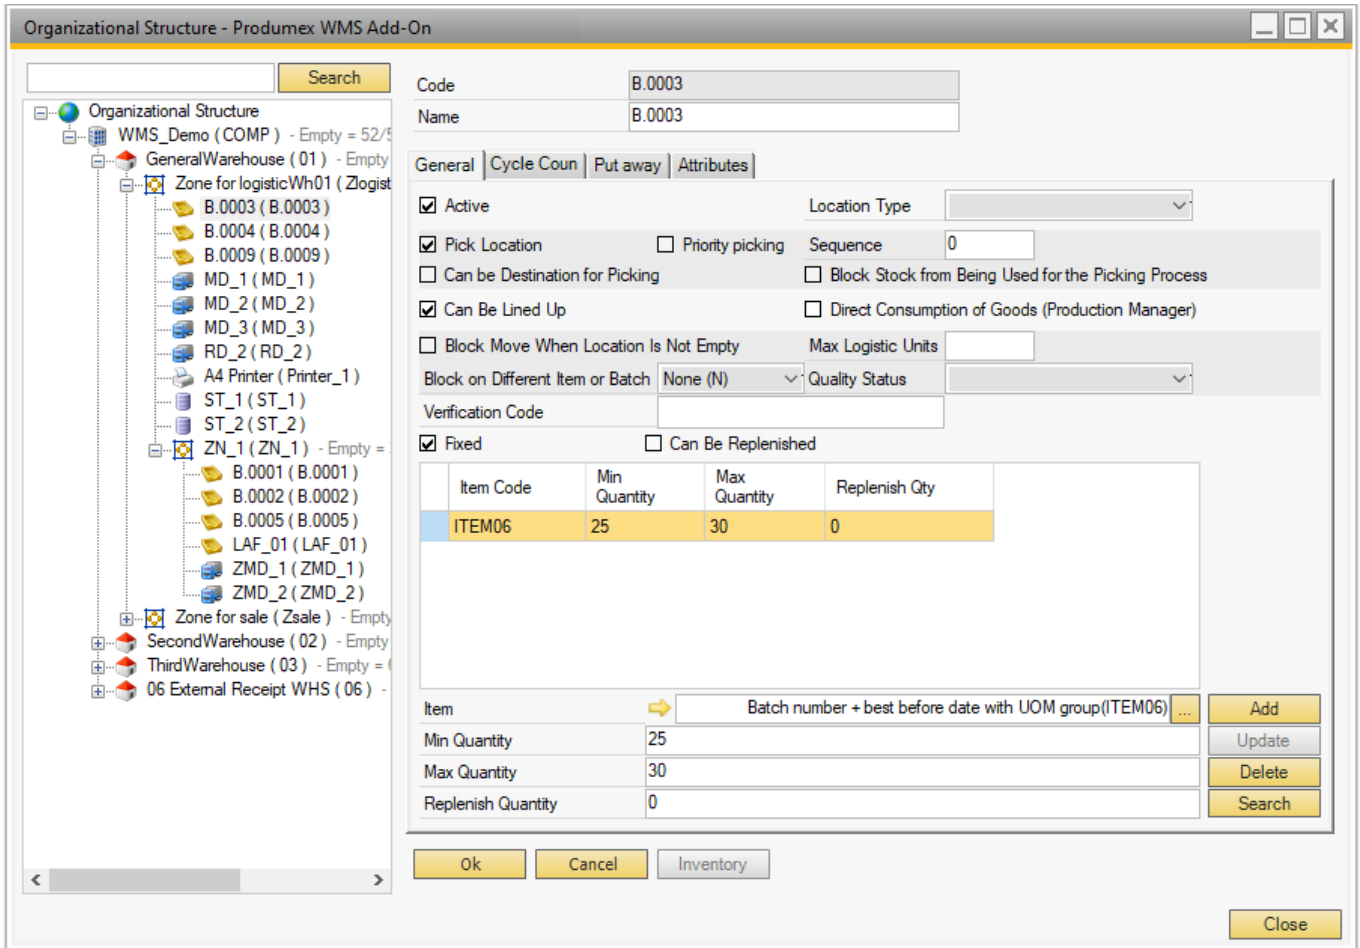 Organizational Structure - Produmex WMS Add-On
Search
Organizational Structure
WMS_Demo ( COMP ) - Empty = 52/5
GeneralWarehouse ( 01 ) - Empty
Zone for logisticWh01 ( Zlogist
B.0003 ( B.0003 )
B.0004 ( B.0004 )
B.0009 ( B.0009 )
MD_1 ( MD_1 )
MD_2 ( MD_2 )
MD_3 ( MD_3 )
RD_2 ( RD_2 )
A4 Printer ( Printer_1 )
ST_1 ( ST_1 )
ST_2 ( ST_2 )
ZN_1 ( ZN_1 ) - Empty =
B.0001 ( B.0001 )
B.0002 ( B.0002 )
B.0005 ( B.0005 )
LAF_01 ( LAF_01 )
ZMD_1 ( ZMD_1 )
ZMD_2 ( ZMD_2 )
Zone for sale ( Zsale ) - Empty
SecondWarehouse ( 02 ) - Empty
ThirdWarehouse ( 03 ) - Empty =
06 External Receipt WHS ( 06 ) -
Code B.0003
Name B.0003
General Cycle Coun Put away Attributes
Active Location Type
Pick Location Priority picking Sequence 0
Can be Destination for Picking Block Stock from Being Used for the Picking Process
Can Be Lined Up Direct Consumption of Goods (Production Manager)
Block Move When Location Is Not Empty Max Logistic Units
Block on Different Item or Batch None (N) Quality Status
Verification Code
Fixed Can Be Replenished
Item Code Min Quantity Max Quantity Replenish Qty
ITEM06 25 30 0
Item Batch number + best before date with UOM group(ITEM06) ... Add
Min Quantity 25 Update
Max Quantity 30 Delete
Replenish Quantity 0 Search
Ok Cancel Inventory
Close